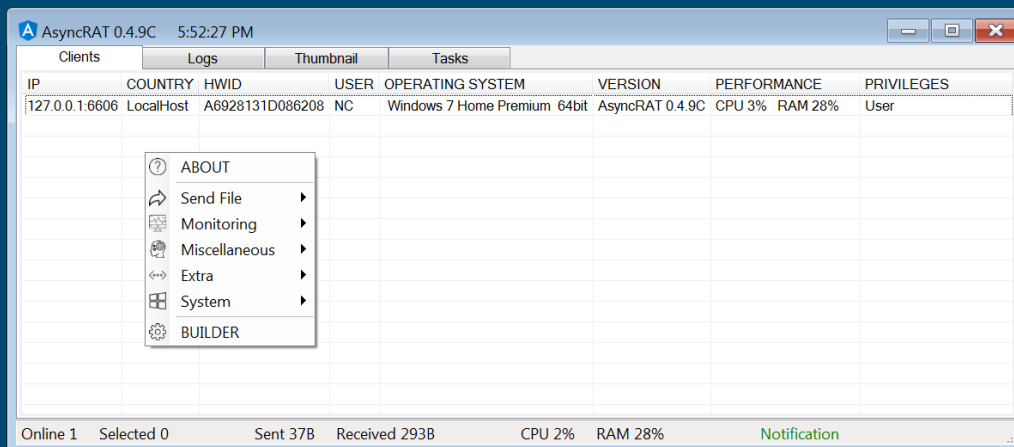 AsyncRAT 0.4.9C 5:52:27 PM
Clients Logs Thumbnail Tasks
IP COUNTRY HWID USER OPERATING SYSTEM VERSION PERFORMANCE PRIVILEGES
127.0.0.1:6606 LocalHost A6928131D086208 NC Windows 7 Home Premium 64bit AsyncRAT 0.4.9C CPU 3% RAM 28% User
ABOUT
Send File
Monitoring
Miscellaneous
Extra
System
BUILDER
Online 1 Selected 0 Sent 37B Received 293B CPU 2% RAM 28% Notification